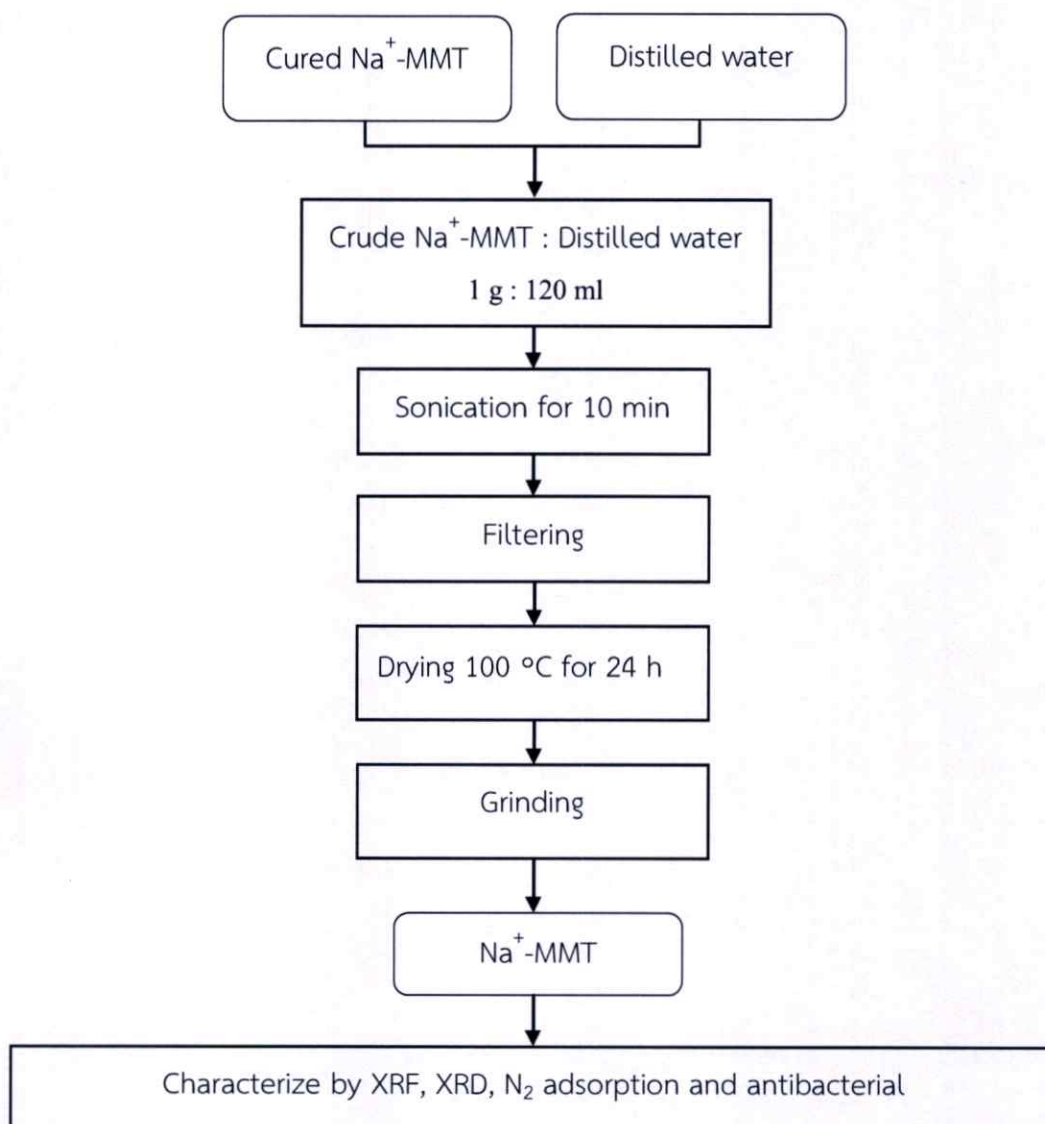 Cured Na⁺-MMT
Distilled water
Crude Na⁺-MMT : Distilled water
1 g : 120 ml
Sonication for 10 min
Filtering
Drying 100 °C for 24 h
Grinding
Na⁺-MMT
Characterize by XRF, XRD, N₂ adsorption and antibacterial